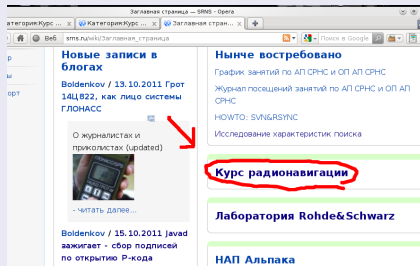 Заглавная страница — SRNS - Opera
атегория:Курс ...
Категория:Курс ...
Заглавная стран...
Веб
srns.ru/wiki/Заглавная_страница
Поиск в Google
р
ы
орт
Новые записи в
блогах
Boldenkov / 13.10.2011 Грот
14Ц822, как лицо системы
ГЛОНАСС
О журналистах и
приколистах (updated)
- читать далее...
Boldenkov / 15.10.2011 Javad
зажигает - сбор подписей
по открытию P-кода
Нынче востребовано
График занятий по АП СРНС и ОП АП СРНС
Журнал посещений занятий по АП СРНС и ОП АП
СРНС
HOWTO: SVN&RSYNC
Исследование характеристик поиска
Курс радионавигации
Лаборатория Rohde&Schwarz
НАП Альпака